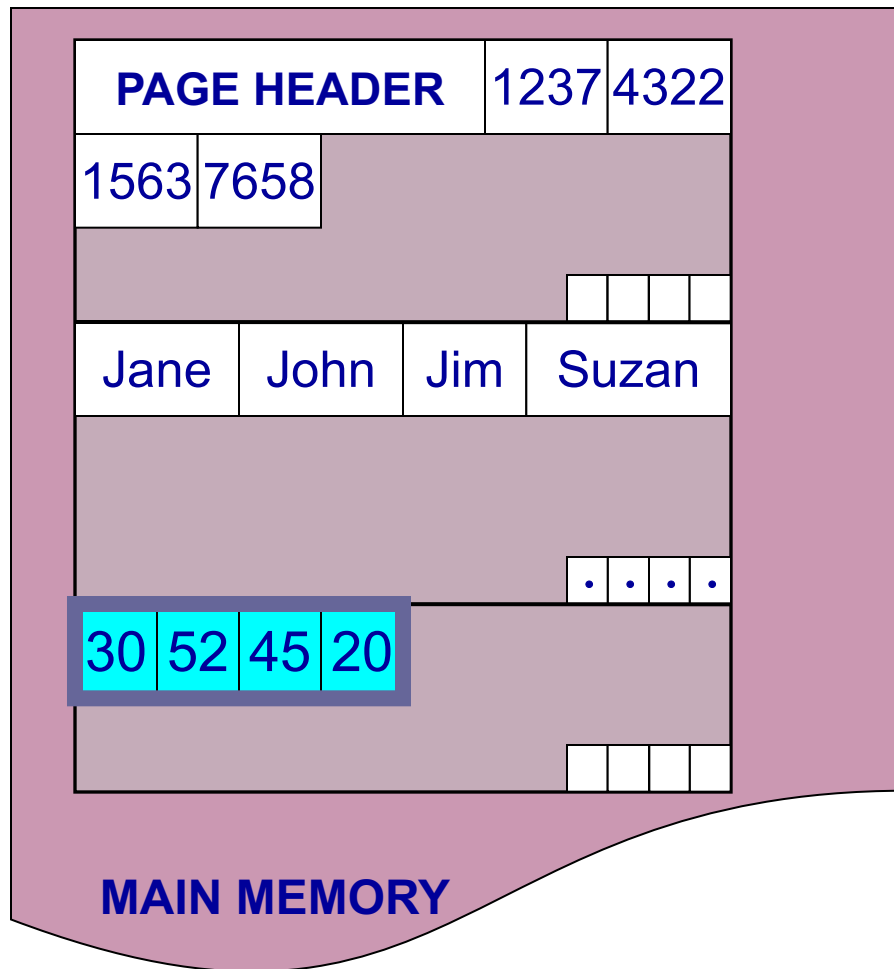 PAGE HEADER 1237 4322
1563 7658
Jane John Jim Suzan
30 52 45 20
MAIN MEMORY